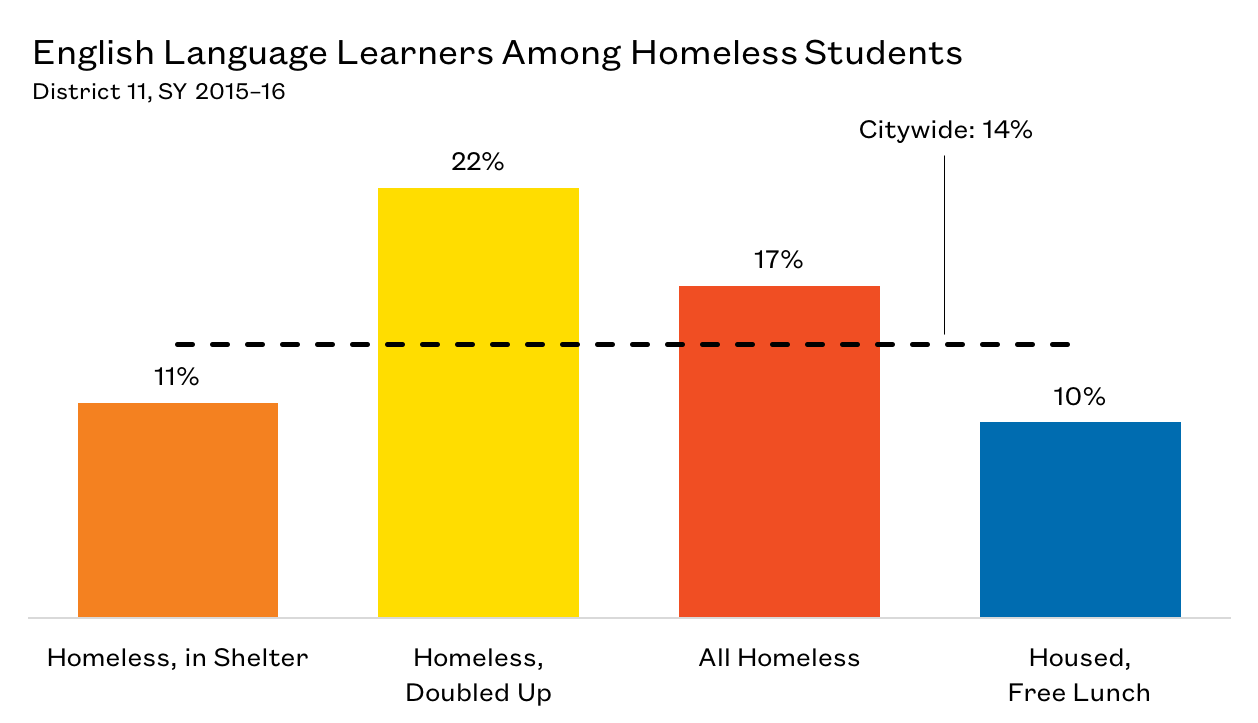 English Language Learners Among Homeless Students
District 11, SY 2015–16
Citywide: 14%
22%
17%
11%
10%
Homeless, in Shelter
Homeless,
Doubled Up
All Homeless
Housed,
Free Lunch